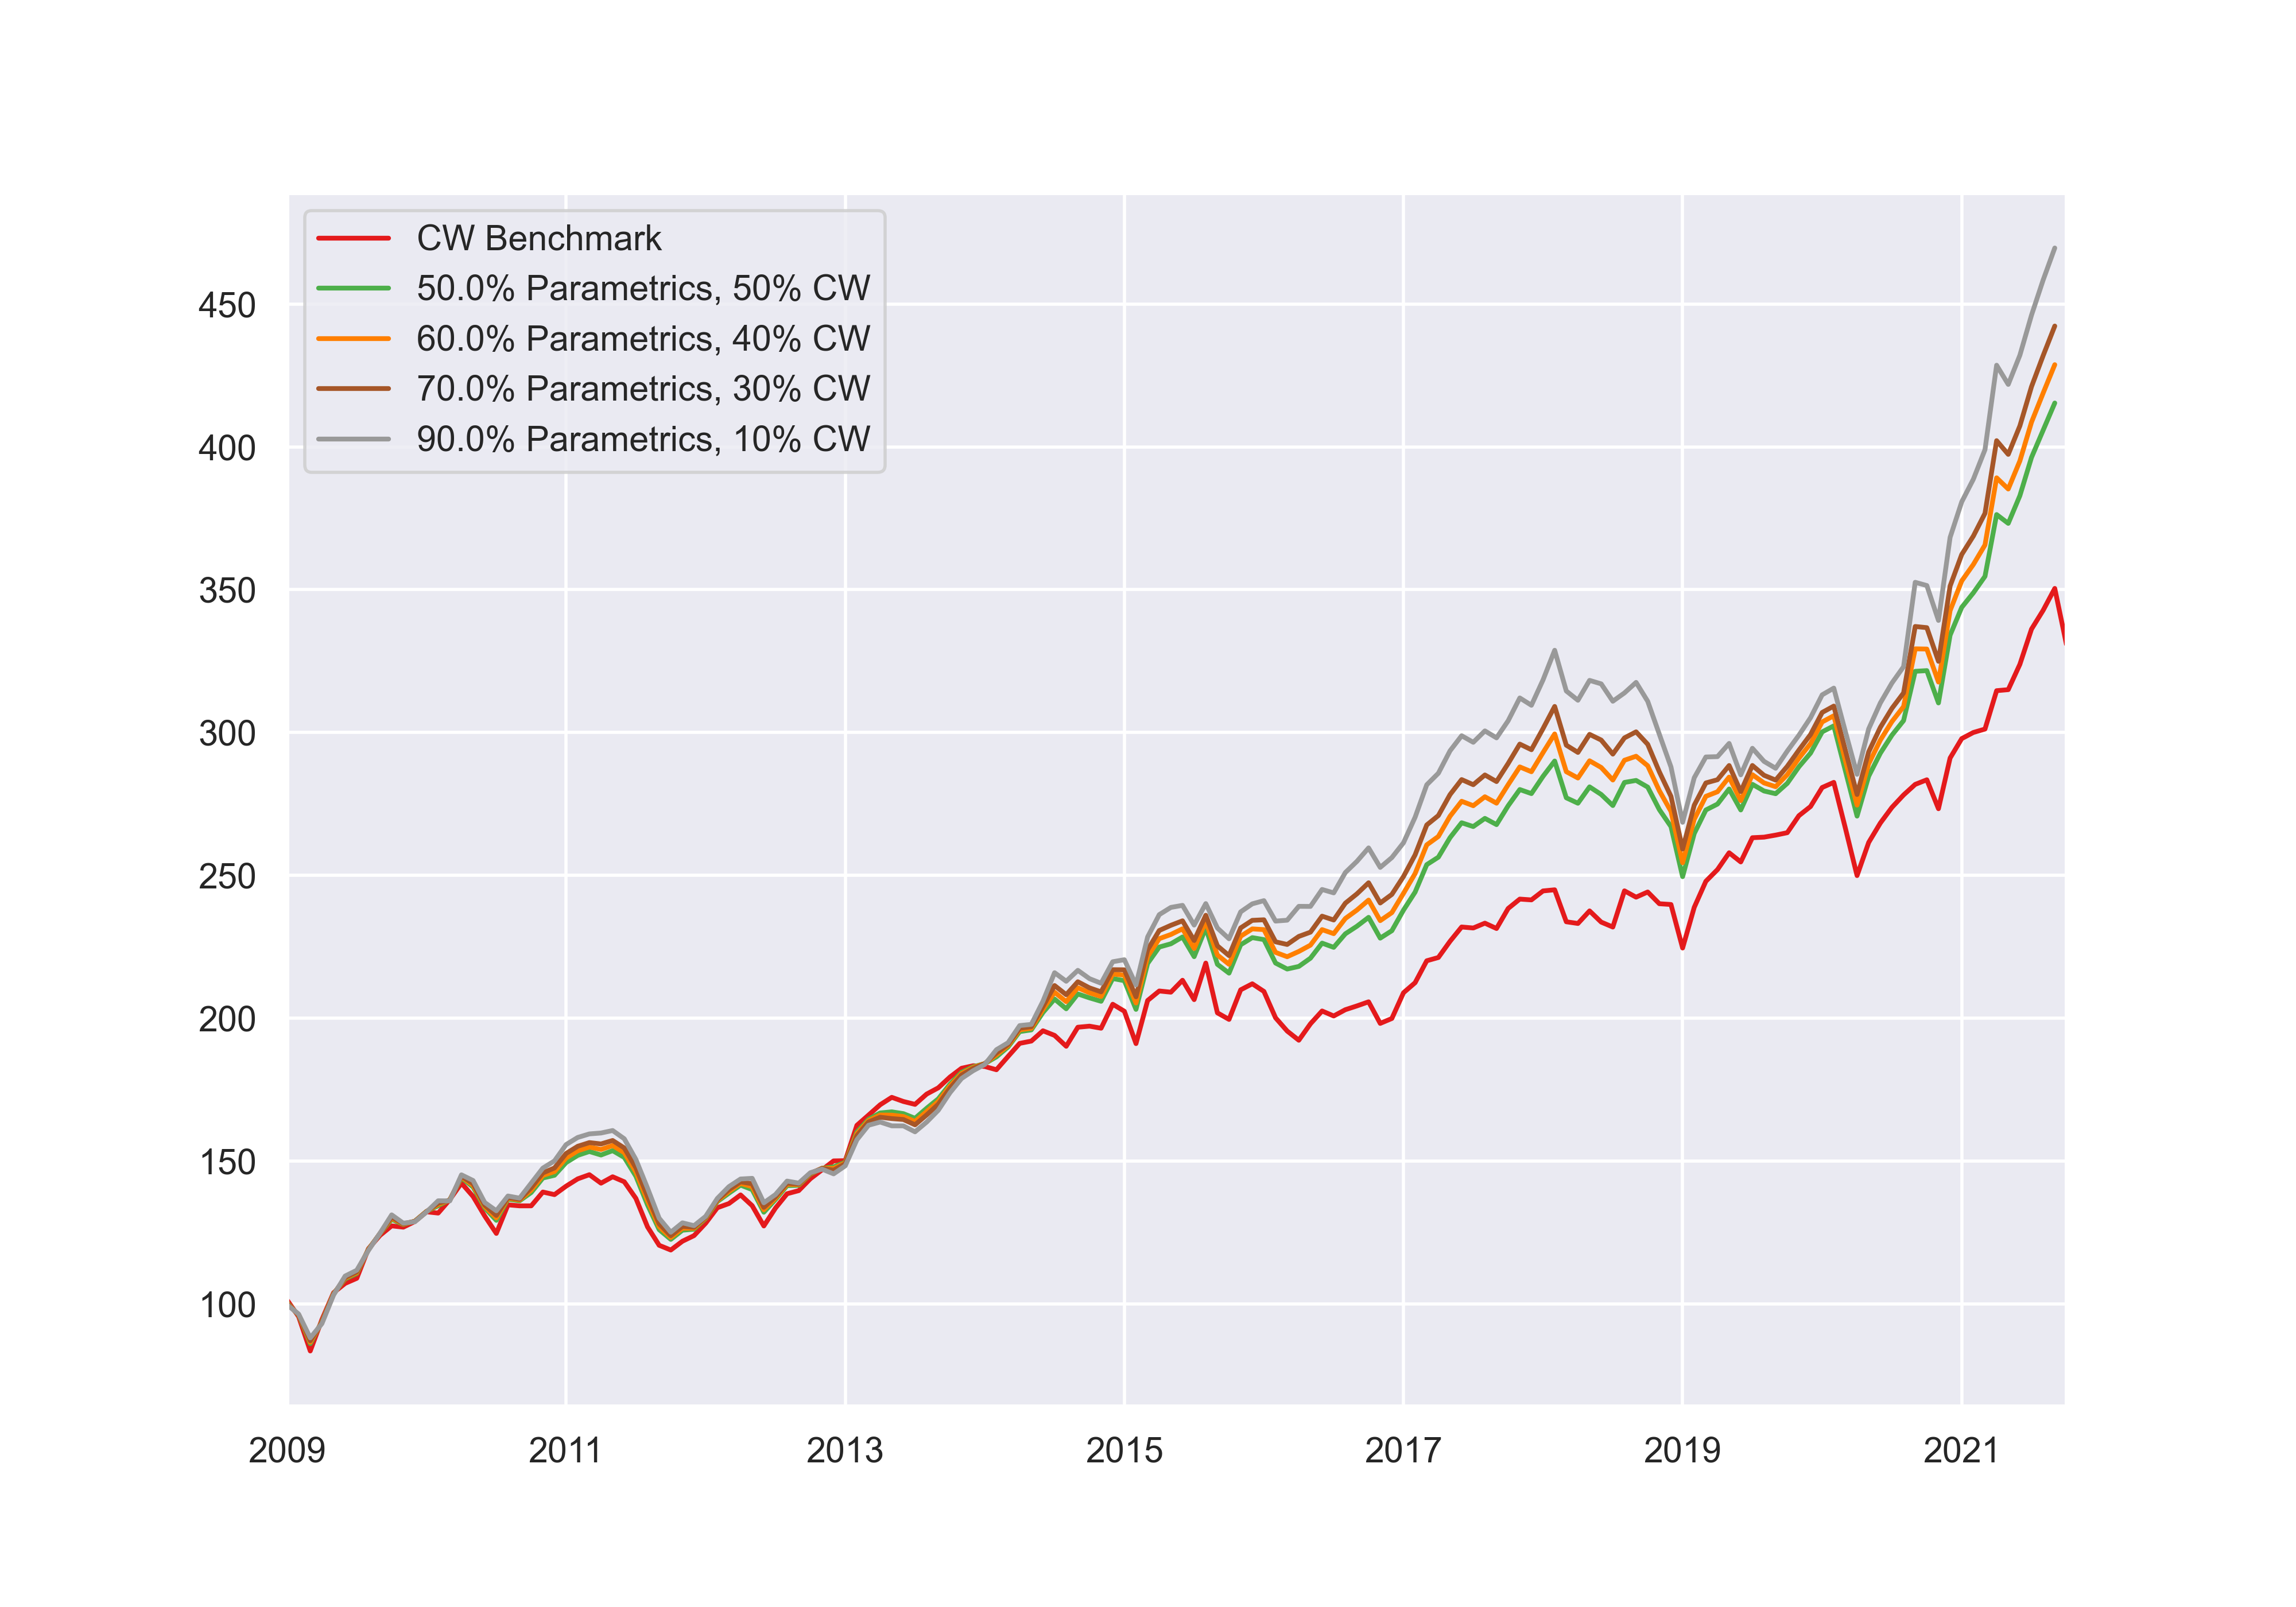 CW Benchmark
50.0% Parametrics, 50% CW
60.0% Parametrics, 40% CW
70.0% Parametrics, 30% CW
90.0% Parametrics, 10% CW
450
400
350
300
250
200
150
100
2009 2011 2013 2015 2017 2019 2021